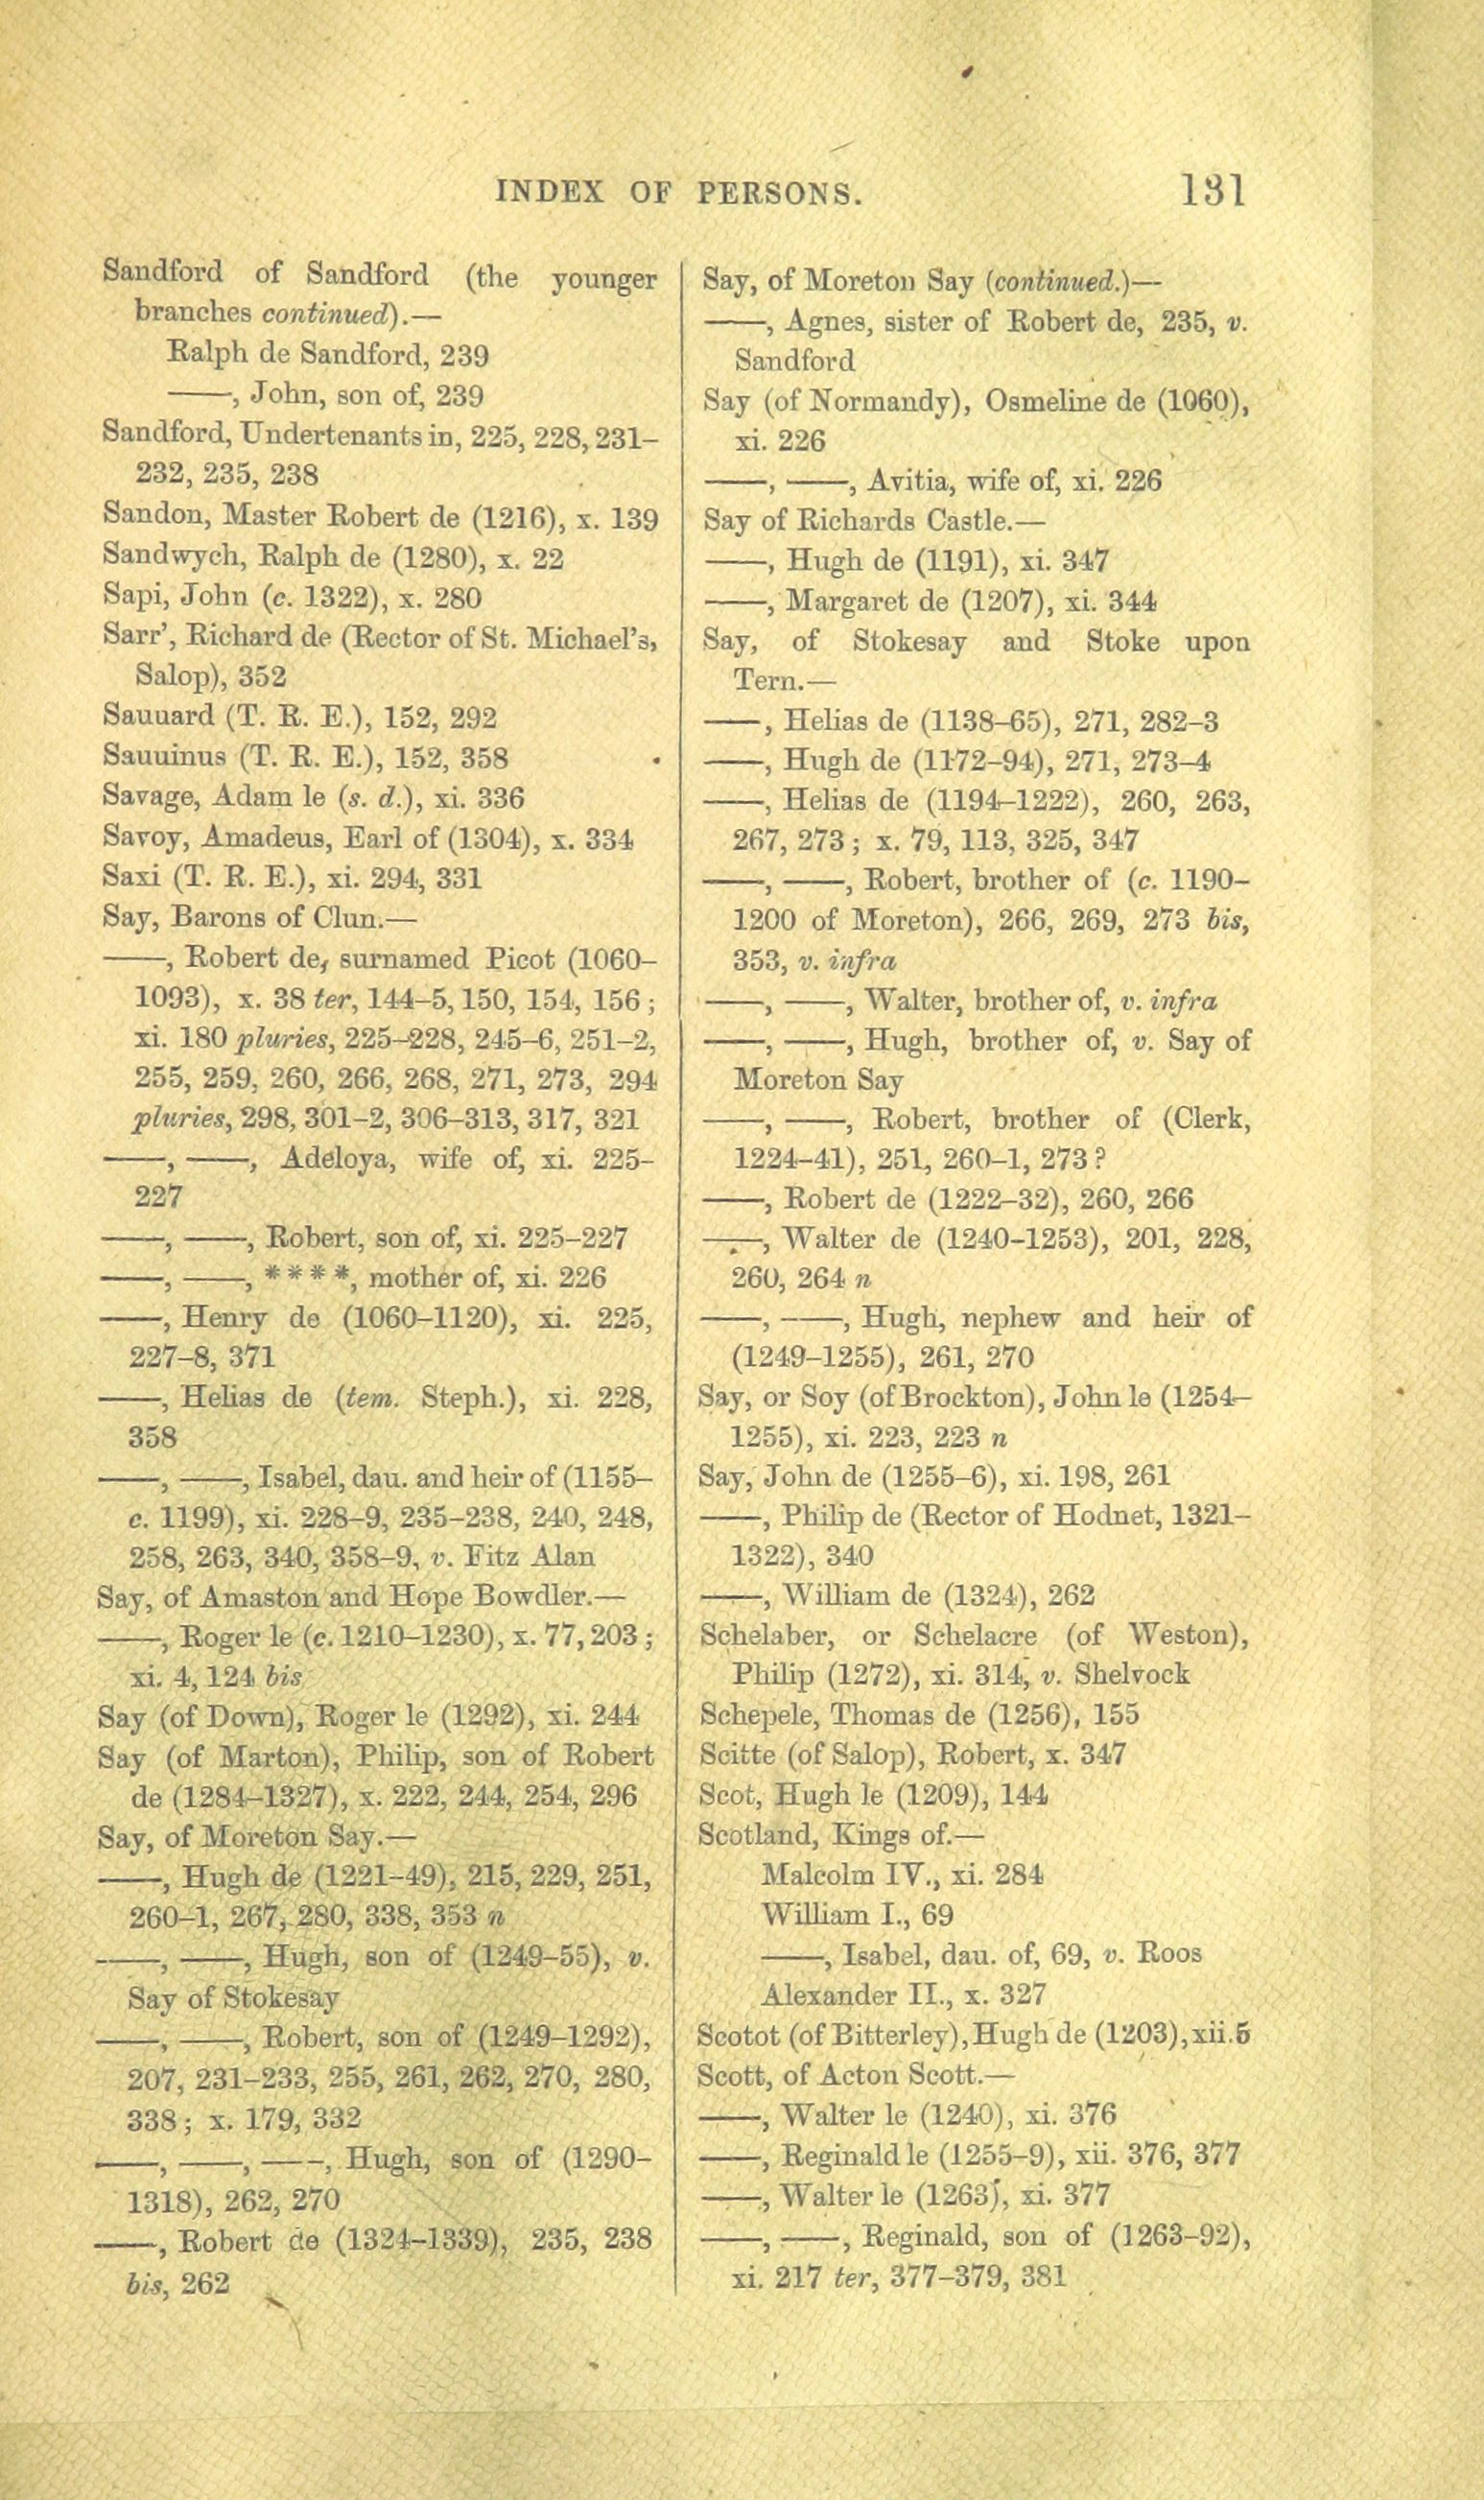 INDEX OF PERSONS. 131
Sandford of Sandford (the younger
branches continued).—
Ralph de Sandford, 239
——, John, son of, 239
Sandford, Undertenants in, 225, 228, 231–
232, 235, 238
Sandon, Master Robert de (1216), x. 139
Sandwych, Ralph de (1280), x. 22
Sapi, John (c. 1322), x. 280
Sarr’, Richard de (Rector of St. Michael’s,
Salop), 352
Sauuard (T. R. E.), 152, 292
Sauuinus (T. R. E.), 152, 358
Savage, Adam le (s. d.), xi. 336
Savoy, Amadeus, Earl of (1304), x. 334
Saxi (T. R. E.), xi. 294, 331
Say, Barons of Clun.—
——, Robert de, surnamed Picot (1060–
1093), x. 38 ter, 144–5, 150, 154, 156;
xi. 180 pluries, 225–228, 245–6, 251–2,
255, 259, 260, 266, 268, 271, 273, 294
pluries, 298, 301–2, 306–313, 317, 321
——, ——, Adeloya, wife of, xi. 225–
227
——, ——, Robert, son of, xi. 225–227
——, ——, ****, mother of, xi. 226
——, Henry de (1060–1120), xi. 225,
227–8, 371
——, Helias de (tem. Steph.), xi. 228,
358
——, ——, Isabel, dau. and heir of (1155–
c. 1199), xi. 228–9, 235–238, 240, 248,
258, 263, 340, 358–9, v. Fitz Alan
Say, of Amaston and Hope Bowdler.—
——, Roger le (c. 1210–1230), x. 77, 203;
xi. 4, 124 bis
Say (of Down), Roger le (1292), xi. 244
Say (of Marton), Philip, son of Robert
de (1284–1327), x. 222, 244, 254, 296
Say, of Moreton Say.—
——, Hugh de (1221–49), 215, 229, 251,
260–1, 267, 280, 338, 353 n
——, ——, Hugh, son of (1249–55), v.
Say of Stokesay
——, ——, Robert, son of (1249–1292),
207, 231–233, 255, 261, 262, 270, 280,
338; x. 179, 332
——, ——, ——, Hugh, son of (1290–
1318), 262, 270
——, Robert de (1324–1339), 235, 238
bis, 262
Say, of Moreton Say (continued.)—
——, Agnes, sister of Robert de, 235, v.
Sandford
Say (of Normandy), Osmeline de (1060),
xi. 226
——, ——, Avitia, wife of, xi. 226
Say of Richards Castle.—
——, Hugh de (1191), xi. 347
——, Margaret de (1207), xi. 344
Say, of Stokesay and Stoke upon
Tern.—
——, Helias de (1138–65), 271, 282–3
——, Hugh de (1172–94), 271, 273–4
——, Helias de (1194–1222), 260, 263,
267, 273; x. 79, 113, 325, 347
——, ——, Robert, brother of (c. 1190–
1200 of Moreton), 266, 269, 273 bis,
353, v. infra
——, ——, Walter, brother of, v. infra
——, ——, Hugh, brother of, v. Say of
Moreton Say
——, ——, Robert, brother of (Clerk,
1224–41), 251, 260–1, 273?
——, Robert de (1222–32), 260, 266
——, Walter de (1240–1253), 201, 228,
260, 264 n
——, ——, Hugh, nephew and heir of
(1249–1255), 261, 270
Say, or Soy (of Brockton), John le (1254–
1255), xi. 223, 223 n
Say, John de (1255–6), xi. 198, 261
——, Philip de (Rector of Hodnet, 1321–
1322), 340
——, William de (1324), 262
Schelaber, or Schelacre (of Weston),
Philip (1272), xi. 314, v. Shelvock
Schepele, Thomas de (1256), 155
Scitte (of Salop), Robert, x. 347
Scot, Hugh le (1209), 144
Scotland, Kings of.—
Malcolm IV., xi. 284
William I., 69
——, Isabel, dau. of, 69, v. Roos
Alexander II., x. 327
Scotot (of Bitterley), Hugh de (1203), xii. 5
Scott, of Acton Scott.—
——, Walter le (1240), xi. 376
——, Reginald le (1255–9), xii. 376, 377
——, Walter le (1263), xi. 377
——, ——, Reginald, son of (1263–92),
xi. 217 ter, 377–379, 381